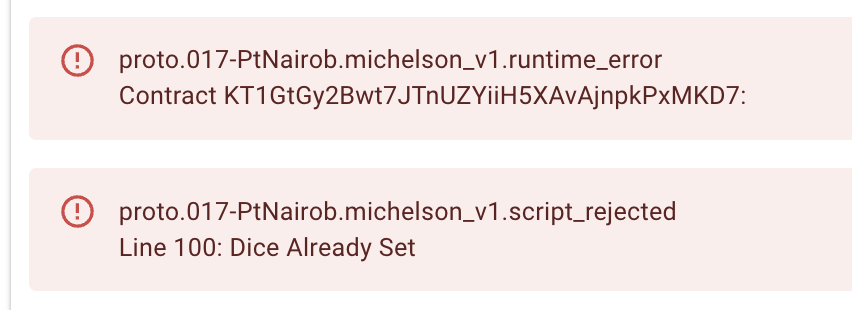 proto.017-PtNairob.michelson_v1.runtime_error
Contract KT1GtGy2Bwt7JTnUZYiiH5XAvAjnpkPxMKD7:
proto.017-PtNairob.michelson_v1.script_rejected
Line 100: Dice Already Set